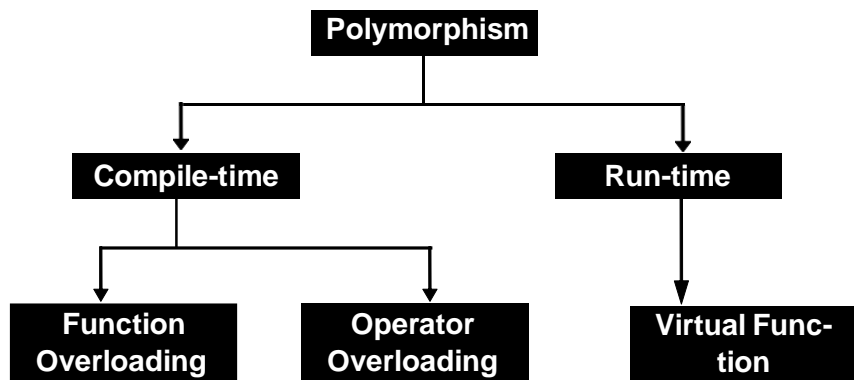 Polymorphism
Compile-time
Run-time
Function
Overloading
Operator
Overloading
Virtual Func-
tion